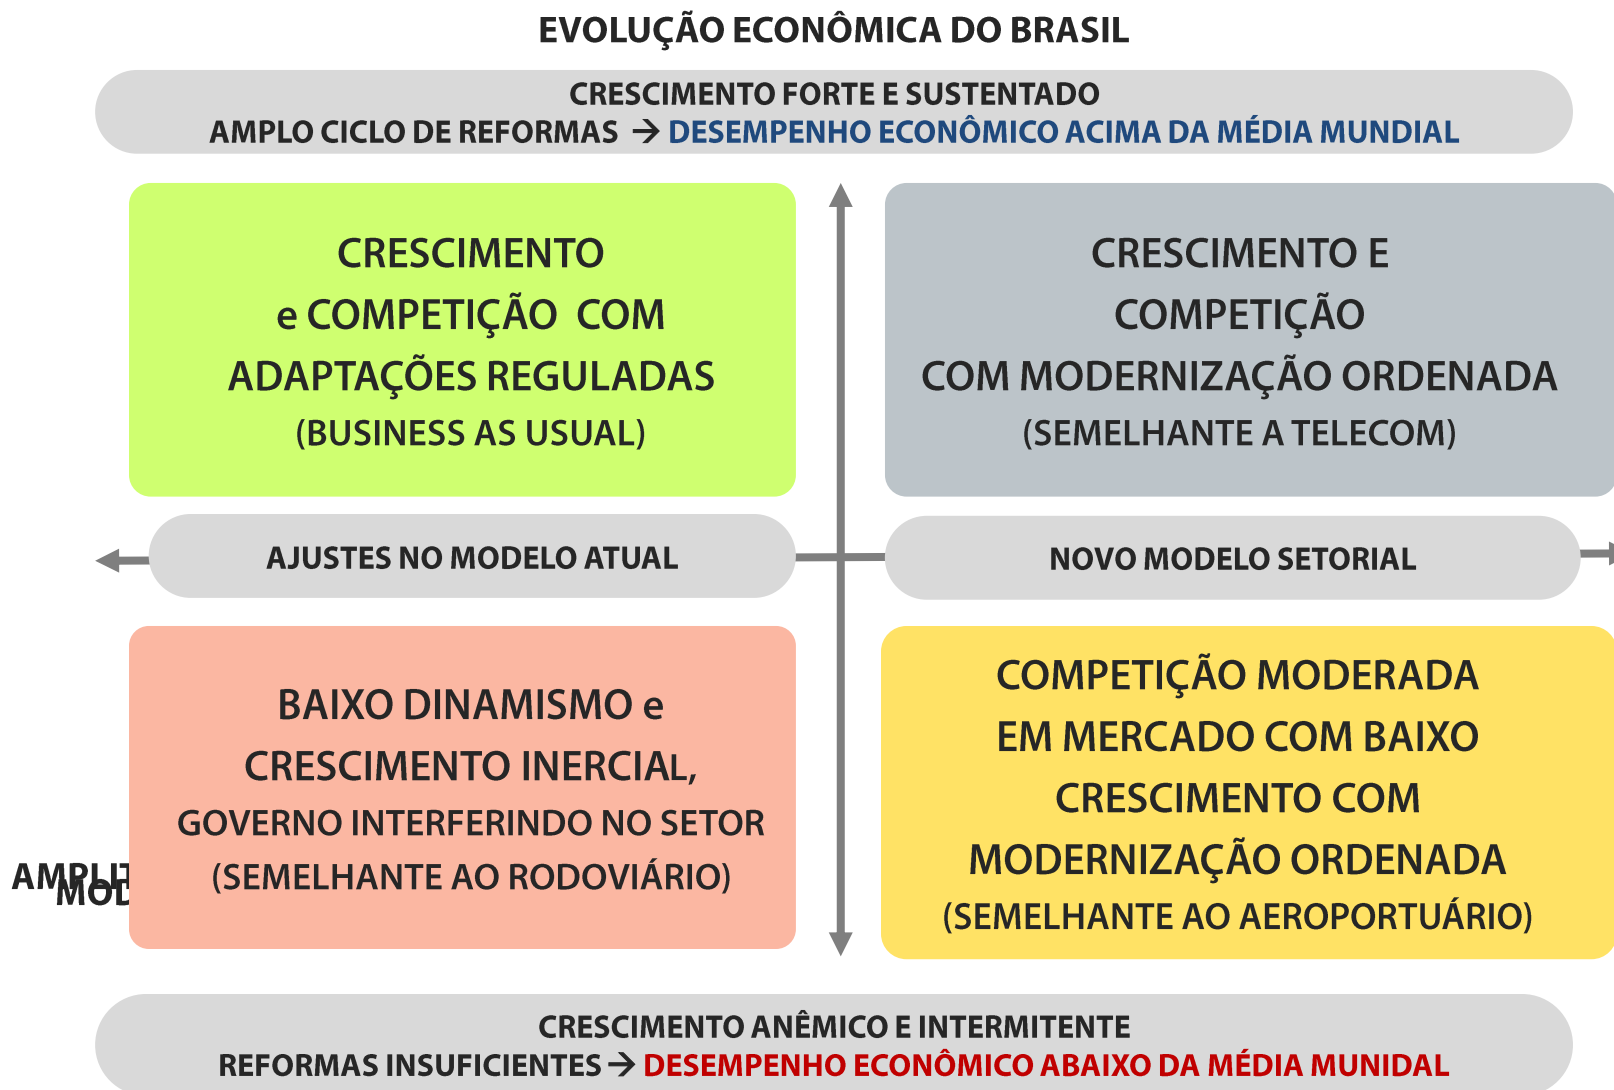 EVOLUÇÃO ECONÔMICA DO BRASIL
CRESCIMENTO FORTE E SUSTENTADO
AMPLO CICLO DE REFORMAS → DESEMPENHO ECONÔMICO ACIMA DA MÉDIA MUNDIAL
CRESCIMENTO
e COMPETIÇÃO COM
ADAPTAÇÕES REGULADAS
(BUSINESS AS USUAL)
CRESCIMENTO E
COMPETIÇÃO
COM MODERNIZAÇÃO ORDENADA
(SEMELHANTE A TELECOM)
AJUSTES NO MODELO ATUAL
NOVO MODELO SETORIAL
BAIXO DINAMISMO e
CRESCIMENTO INERCIAL,
GOVERNO INTERFERINDO NO SETOR
(SEMELHANTE AO RODOVIÁRIO)
COMPETIÇÃO MODERADA
EM MERCADO COM BAIXO
CRESCIMENTO COM
MODERNIZAÇÃO ORDENADA
(SEMELHANTE AO AEROPORTUÁRIO)
CRESCIMENTO ANÊMICO E INTERMITENTE
REFORMAS INSUFICIENTES → DESEMPENHO ECONÔMICO ABAIXO DA MÉDIA MUNIDAL